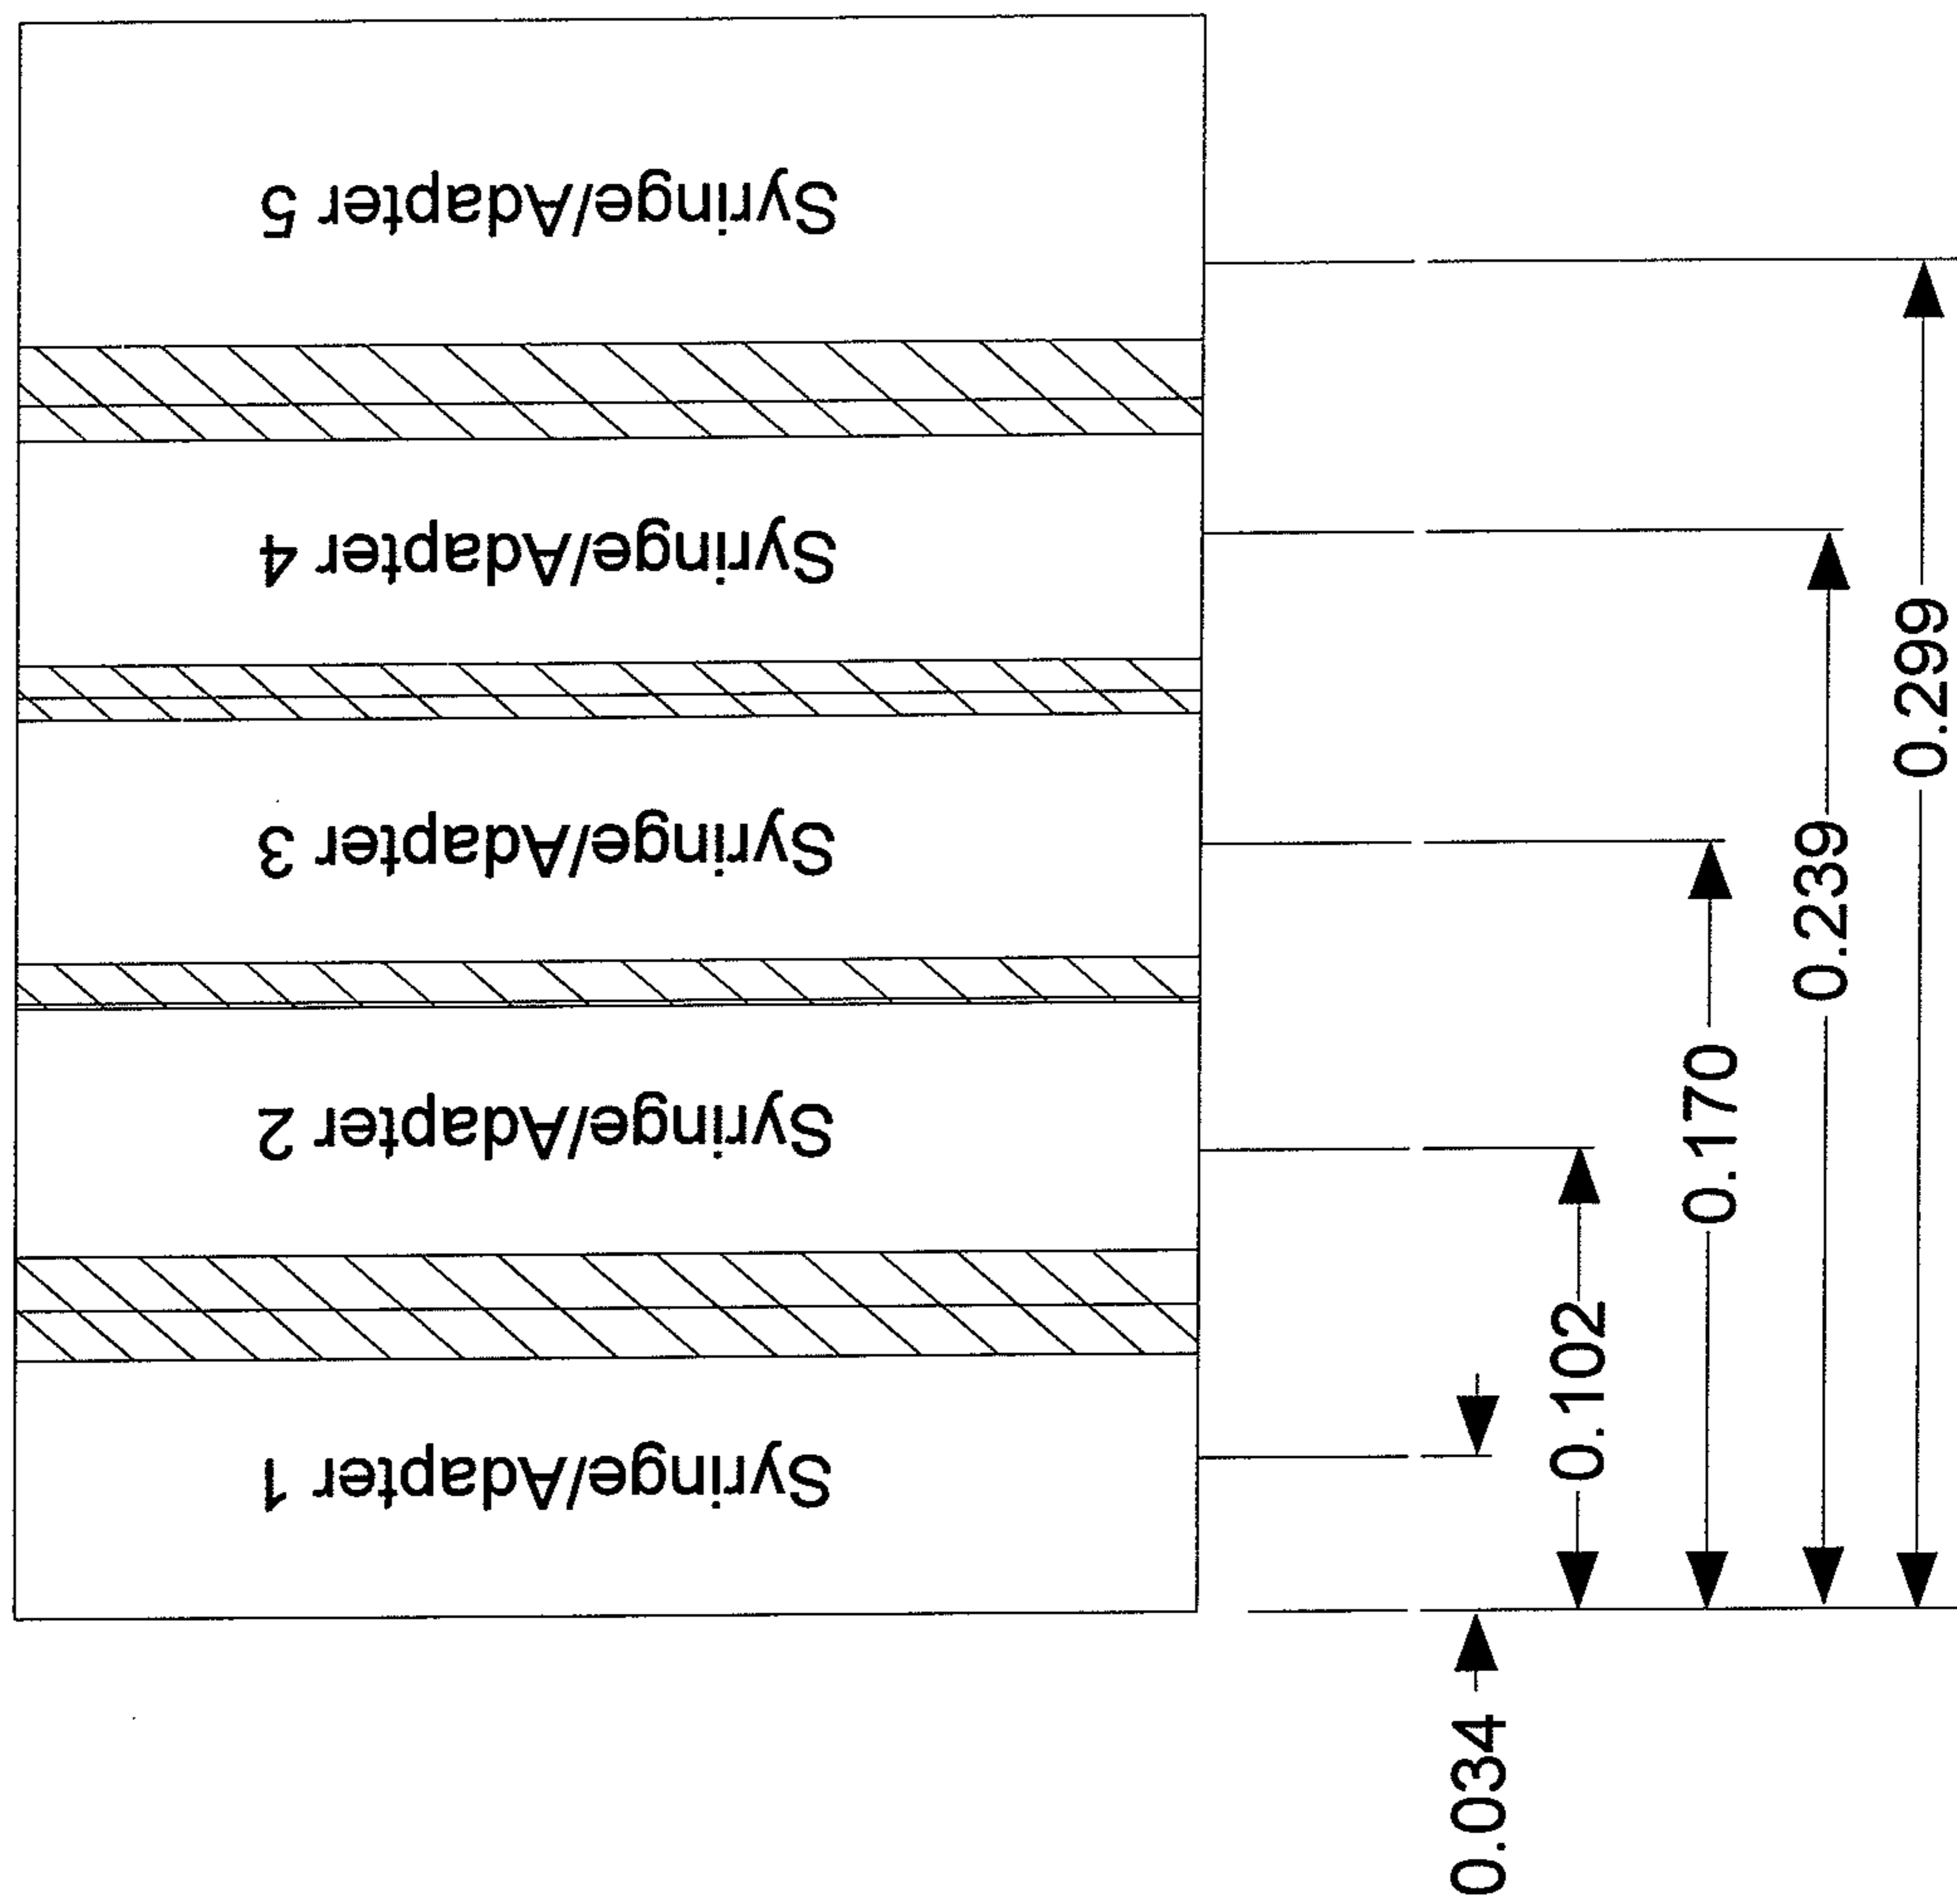 Syringe/Adapter 5
Syringe/Adapter 4
Syringe/Adapter 3
Syringe/Adapter 2
Syringe/Adapter 1
0.034
0.102
0.170
0.239
0.299